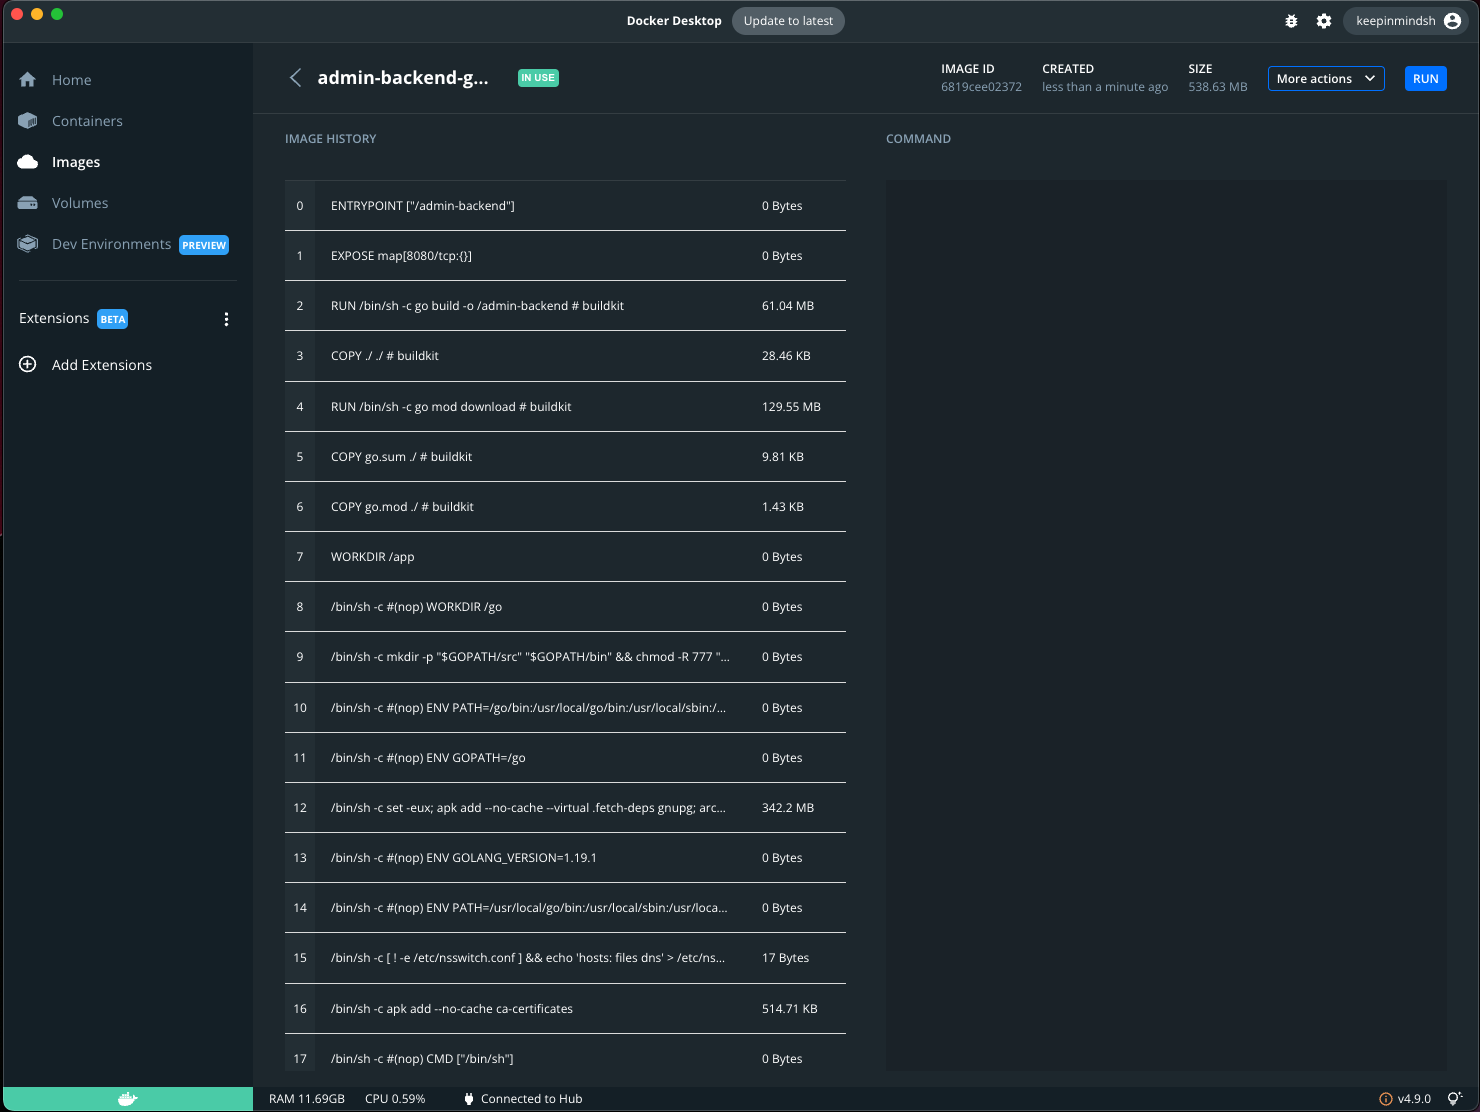 Docker Desktop Update to latest keepinmindsh
Home
Containers
Images
Volumes
Dev Environments PREVIEW
Extensions BETA
Add Extensions
admin-backend-g... IN USE
IMAGE ID
6819cee02372
CREATED
less than a minute ago
SIZE
538.63 MB
More actions
RUN
IMAGE HISTORY
COMMAND
0 ENTRYPOINT ["/admin-backend"] 0 Bytes
1 EXPOSE map[8080/tcp:{}] 0 Bytes
2 RUN /bin/sh -c go build -o /admin-backend # buildkit 61.04 MB
3 COPY ./ ./ # buildkit 28.46 KB
4 RUN /bin/sh -c go mod download # buildkit 129.55 MB
5 COPY go.sum ./ # buildkit 9.81 KB
6 COPY go.mod ./ # buildkit 1.43 KB
7 WORKDIR /app 0 Bytes
8 /bin/sh -c #(nop) WORKDIR /go 0 Bytes
9 /bin/sh -c mkdir -p "$GOPATH/src" "$GOPATH/bin" && chmod -R 777 "... 0 Bytes
10 /bin/sh -c #(nop) ENV PATH=/go/bin:/usr/local/go/bin:/usr/local/sbin:/... 0 Bytes
11 /bin/sh -c #(nop) ENV GOPATH=/go 0 Bytes
12 /bin/sh -c set -eux; apk add --no-cache --virtual .fetch-deps gnupg; arc... 342.2 MB
13 /bin/sh -c #(nop) ENV GOLANG_VERSION=1.19.1 0 Bytes
14 /bin/sh -c #(nop) ENV PATH=/usr/local/go/bin:/usr/local/sbin:/usr/loca... 0 Bytes
15 /bin/sh -c [ ! -e /etc/nsswitch.conf ] && echo 'hosts: files dns' > /etc/ns... 17 Bytes
16 /bin/sh -c apk add --no-cache ca-certificates 514.71 KB
17 /bin/sh -c #(nop) CMD ["/bin/sh"] 0 Bytes
RAM 11.69GB CPU 0.59% Connected to Hub v4.9.0